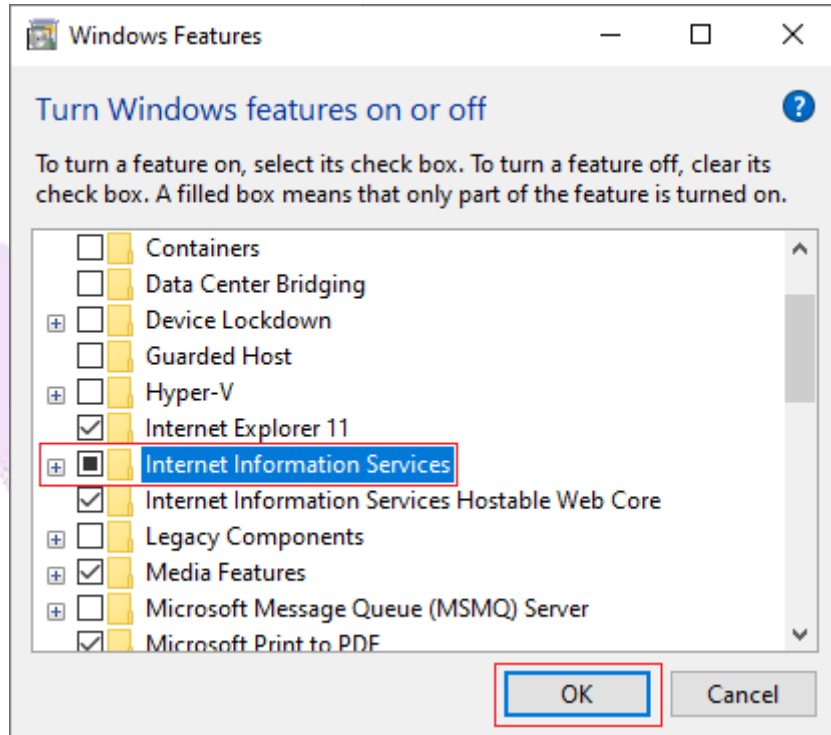 Windows Features
Turn Windows features on or off
To turn a feature on, select its check box. To turn a feature off, clear its
check box. A filled box means that only part of the feature is turned on.
Containers
Data Center Bridging
Device Lockdown
Guarded Host
Hyper-V
Internet Explorer 11
Internet Information Services
Internet Information Services Hostable Web Core
Legacy Components
Media Features
Microsoft Message Queue (MSMQ) Server
Microsoft Print to PDF
OK
Cancel